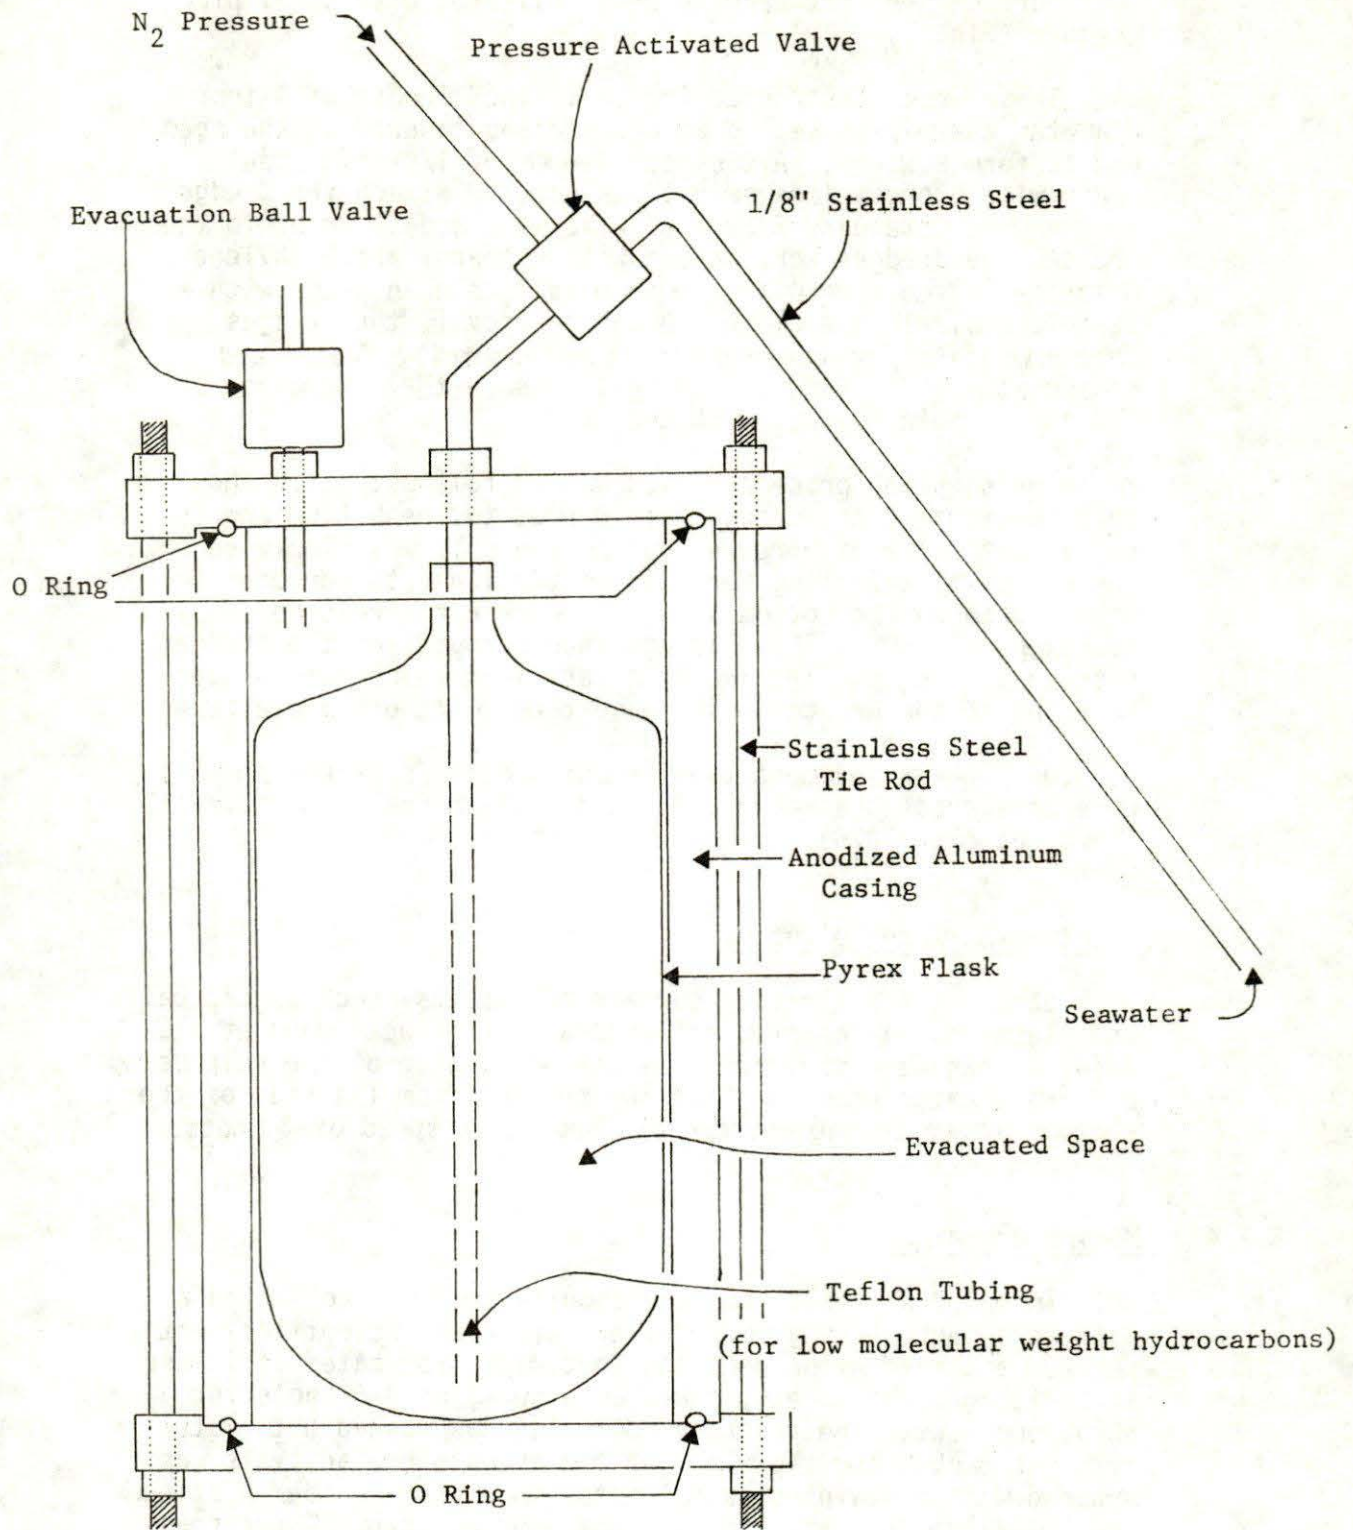 N2 Pressure
Pressure Activated Valve
1/8" Stainless Steel
Evacuation Ball Valve
O Ring
Stainless Steel
Tie Rod
Anodized Aluminum
Casing
Pyrex Flask
Seawater
Evacuated Space
Teflon Tubing
(for low molecular weight hydrocarbons)
O Ring